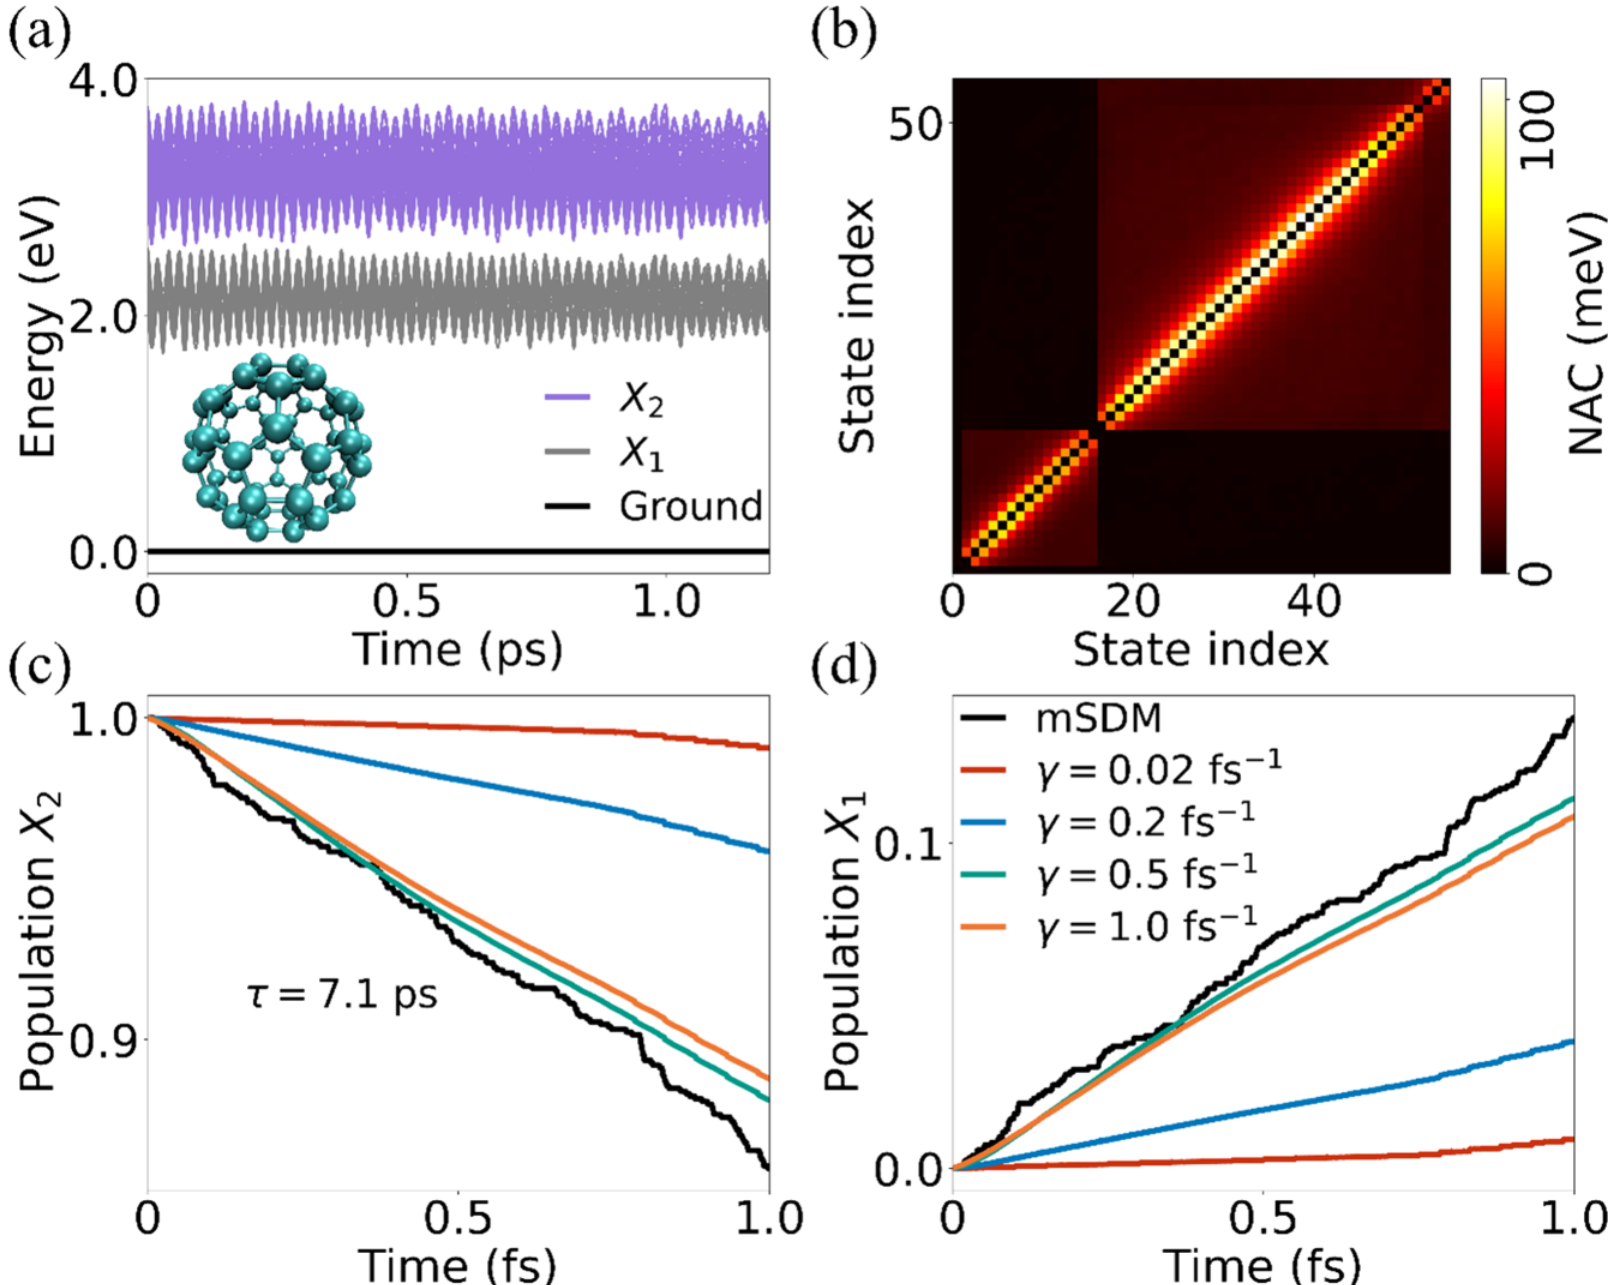 (a)
4.0
2.0
0.0
Energy (eV)
X₂
X₁
Ground
0 0.5 1.0
Time (ps)
(b)
50
State index
0 20 40
State index
100
0
NAC (meV)
(c)
1.0
0.9
Population X₂
τ = 7.1 ps
0 0.5 1.0
Time (fs)
(d)
0.1
0.0
Population X₁
mSDM
γ = 0.02 fs⁻¹
γ = 0.2 fs⁻¹
γ = 0.5 fs⁻¹
γ = 1.0 fs⁻¹
0 0.5 1.0
Time (fs)